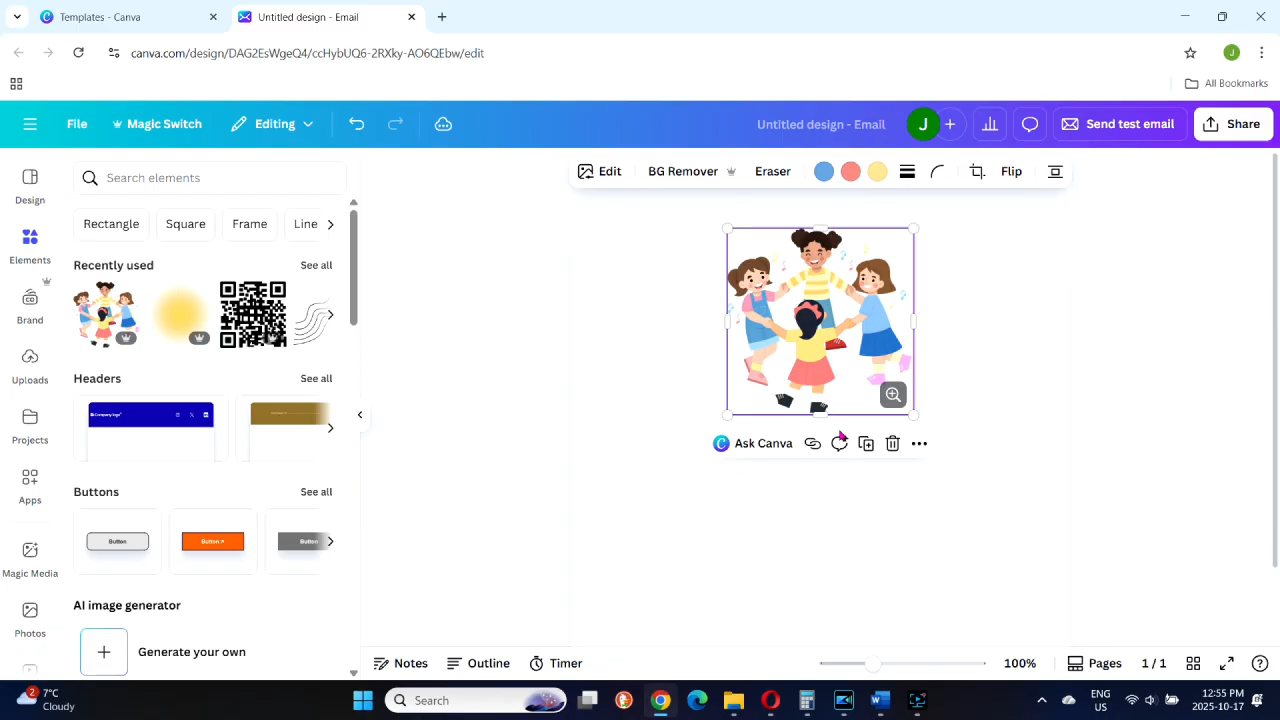 Templates - Canva
Untitled design - Email
canva.com/design/DAG2EsWgeQ4/ccHybUQ6-2RXky-AO6QEbw/edit
J
All Bookmarks
File
Magic Switch
Editing
Untitled design - Email
J
+
Send test email
Share
Design
Elements
Brand
Uploads
Projects
Apps
Magic Media
Photos
Search elements
Rectangle
Square
Frame
Line
Recently used
See all
Headers
See all
Company logo
Buttons
See all
Button
Button
Button
AI image generator
Generate your own
Edit
BG Remover
Eraser
Flip
Ask Canva
Notes
Outline
Timer
100%
Pages
1 / 1
2
7°C
Cloudy
Search
ENG
US
12:55 PM
2025-10-17